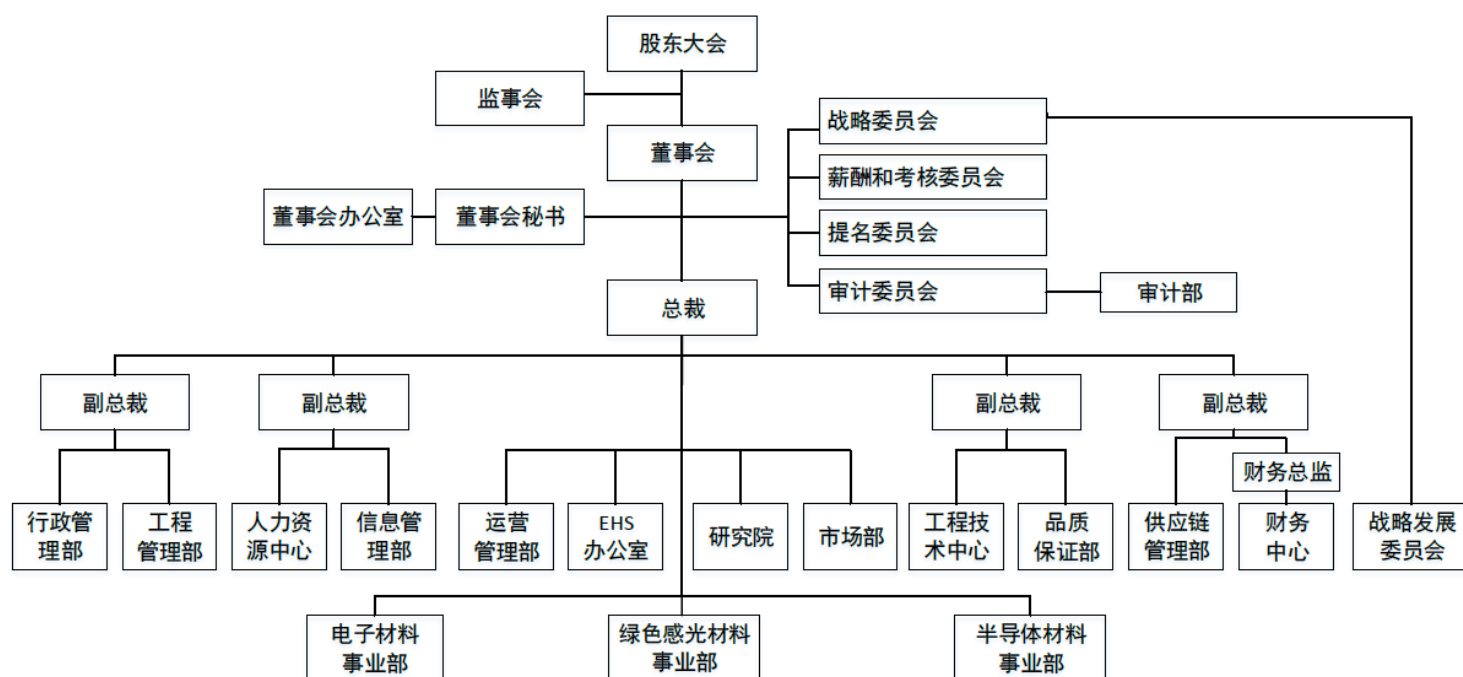 股东大会
监事会
战略委员会
董事会
薪酬和考核委员会
董事会办公室
董事会秘书
提名委员会
审计委员会
审计部
总裁
副总裁
副总裁
副总裁
副总裁
财务总监
行政管
理部
工程
管理部
人力资
源中心
信息管
理部
运营
管理部
EHS
办公室
研究院
市场部
工程技
术中心
品质
保证部
供应链
管理部
财务
中心
战略发展
委员会
电子材料
事业部
绿色感光材料
事业部
半导体材料
事业部